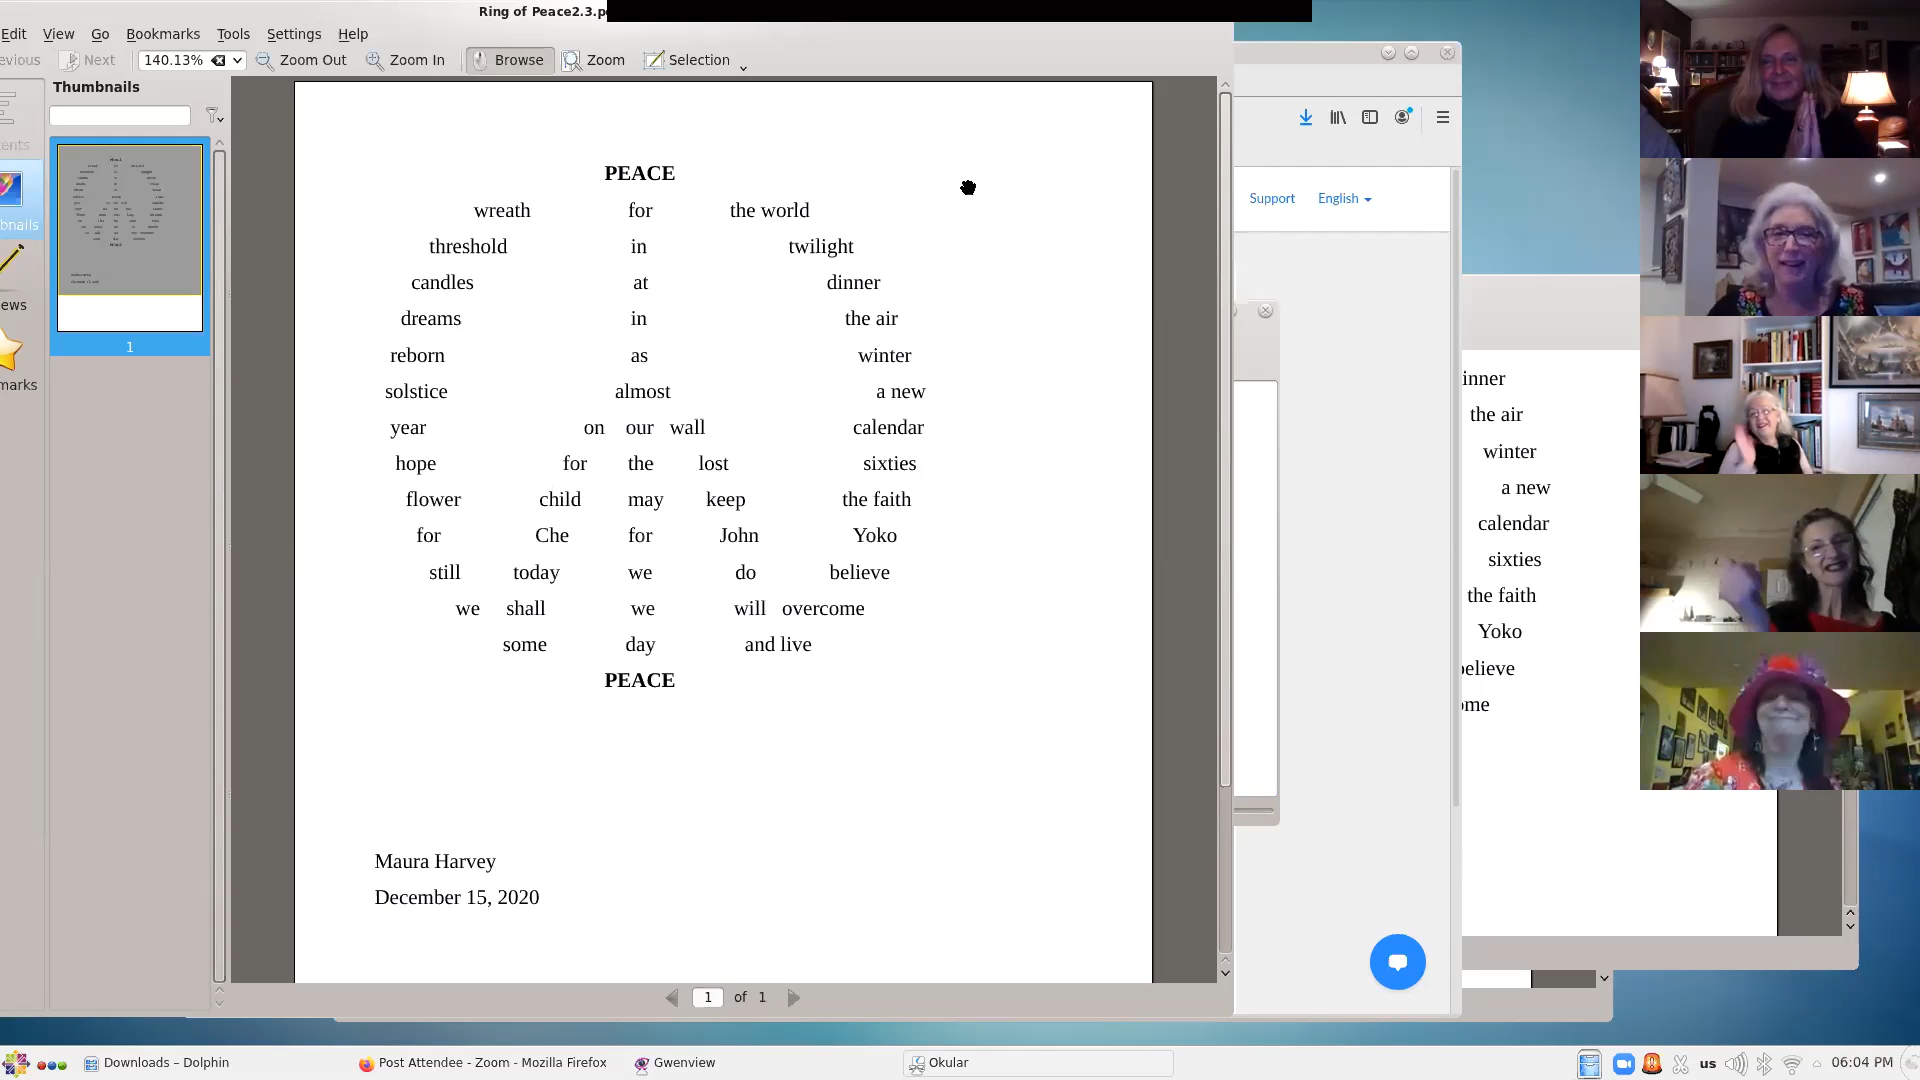 Ring of Peace2.3.p
Edit View Go Bookmarks Tools Settings Help
evious Next 140.13% Zoom Out Zoom In Browse Zoom Selection
Thumbnails
1
PEACE
wreath for the world
threshold in twilight
candles at dinner
dreams in the air
reborn as winter
solstice almost a new
year on our wall calendar
hope for the lost sixties
flower child may keep the faith
for Che for John Yoko
still today we do believe
we shall we will overcome
some day and live
PEACE
Maura Harvey
December 15, 2020
1 of 1
Support English
inner
the air
winter
a new
calendar
sixties
the faith
Yoko
believe
ome
Downloads – Dolphin Post Attendee - Zoom - Mozilla Firefox Gwenview Okular us 06:04 PM